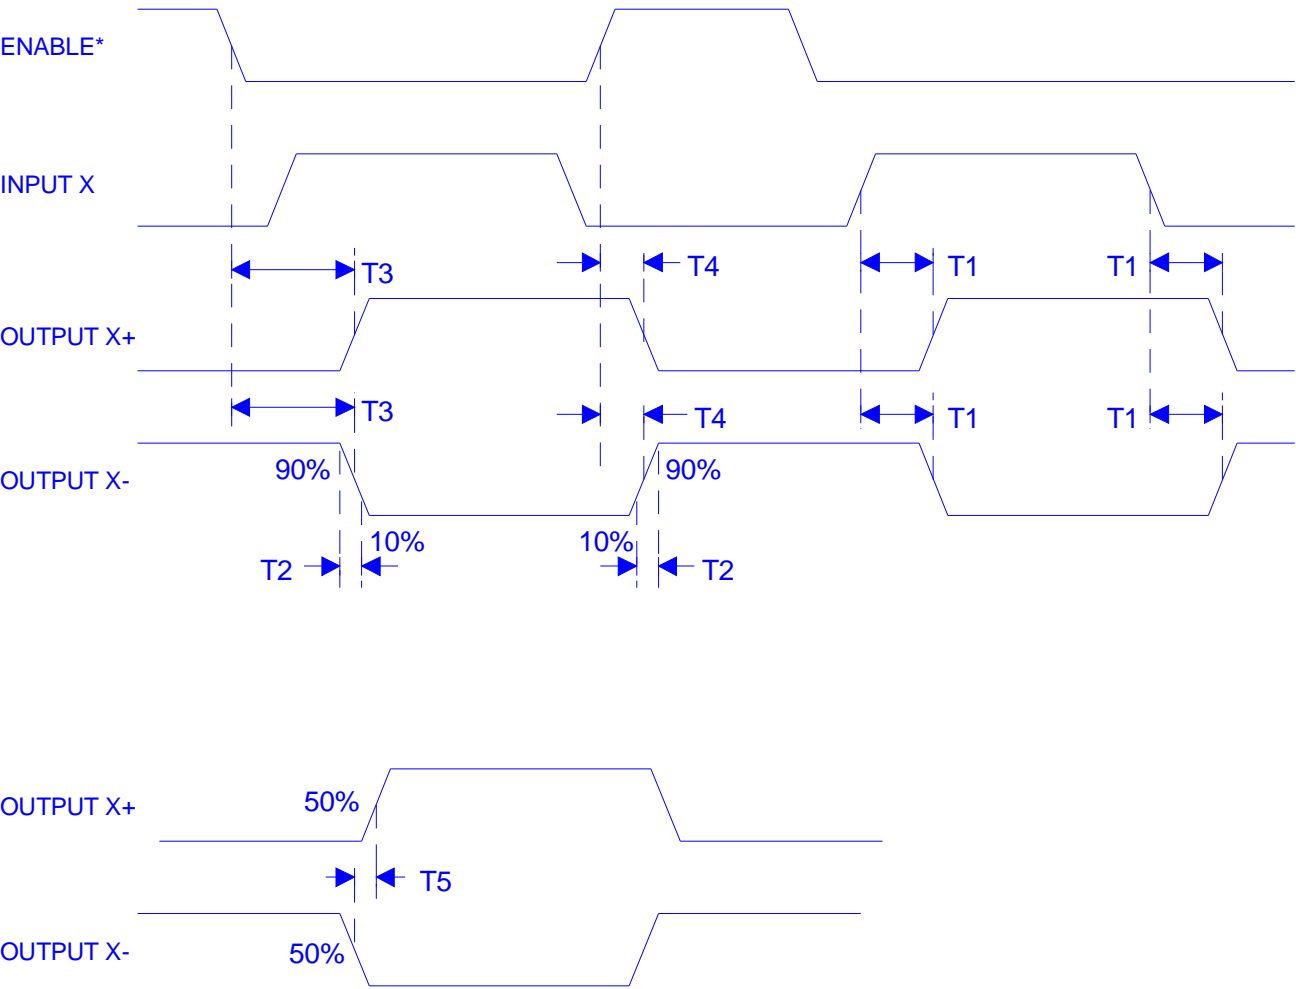 ENABLE*
INPUT X
T3
T4
T1
T1
OUTPUT X+
T3
T4
T1
T1
90%
90%
OUTPUT X-
10%
10%
T2
T2
50%
OUTPUT X+
T5
50%
OUTPUT X-